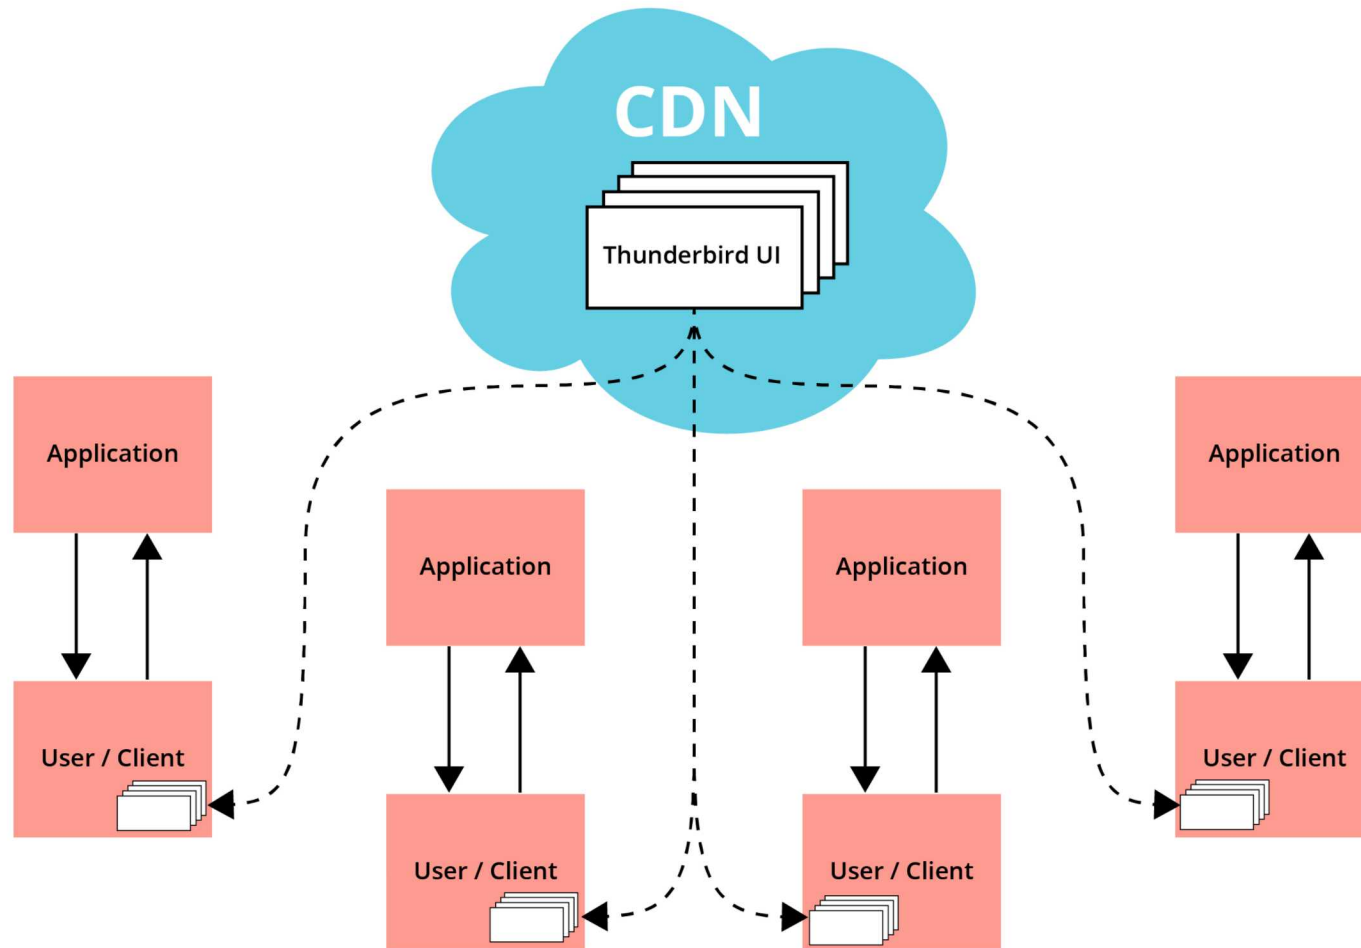 CDN
Thunderbird UI
Application
Application
Application
Application
User / Client
User / Client
User / Client
User / Client